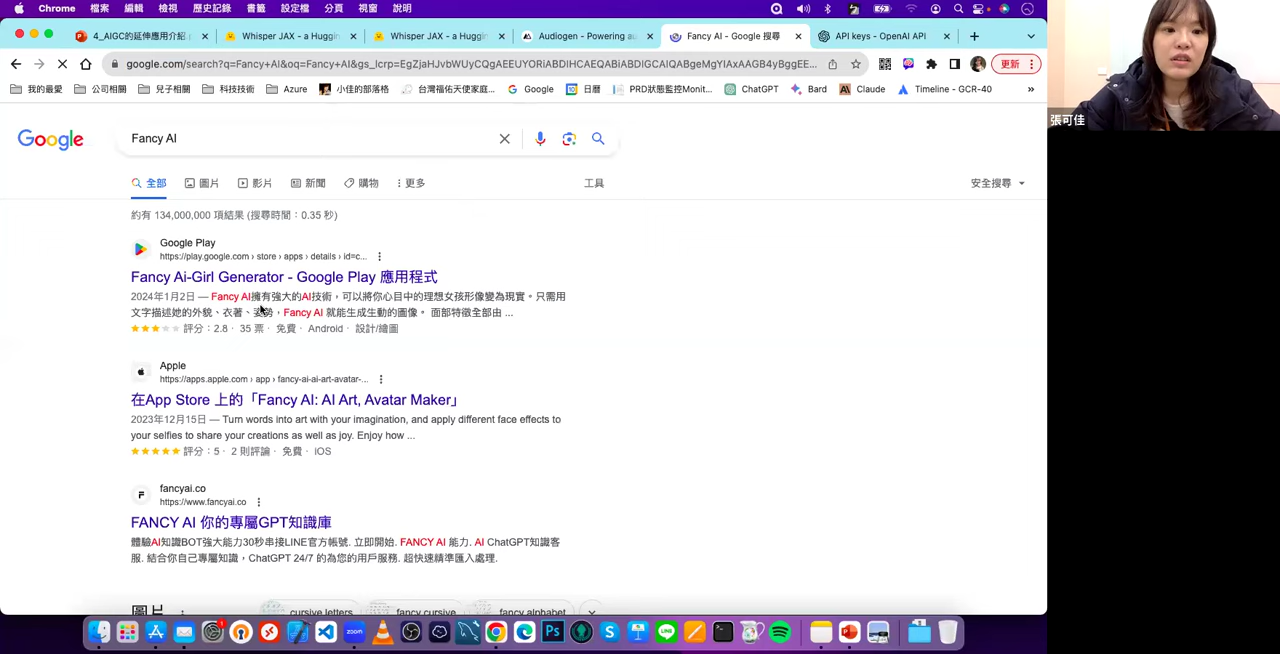 Chrome 檔案 編輯 檢視 歷史記錄 書籤 設定檔 分頁 視窗 說明
4_AIGC的延伸應用介紹. Whisper JAX - a Huggin Whisper JAX - a Huggin Audiogen - Powering au Fancy AI - Google 搜尋 API keys - OpenAI API
google.com/search?q=Fancy+AI&oq=Fancy+AI&gs_lcrp=EgZjaHJvbWUyCQgAEEUYORiABDIHCAEQABiABDIGCAIQABgeMgYIAxAAGB4yBggEE... 更新
我的最愛 公司相關 兒子相關 科技技術 Azure 小佳的部落格 台灣福佑天使家庭... Google 日曆 PRD狀態監控Monit... ChatGPT Bard Claude Timeline - GCR-40 »
張可佳
Google Fancy AI
全部 圖片 影片 新聞 購物 更多 工具 安全搜尋
約有 134,000,000 項結果 (搜尋時間：0.35 秒)
Google Play
https://play.google.com › store › apps › details › id=c...
Fancy Ai-Girl Generator - Google Play 應用程式
2024年1月2日 — Fancy AI擁有強大的AI技術，可以將你心目中的理想女孩形像變為現實。只需用
文字描述她的外貌、衣著、姿勢，Fancy AI 就能生成生動的圖像。 面部特徵全部由 ...
評分：2.8 · 35 票 · 免費 · Android · 設計/繪圖
Apple
https://apps.apple.com › app › fancy-ai-ai-art-avatar-...
在App Store 上的「Fancy AI: AI Art, Avatar Maker」
2023年12月15日 — Turn words into art with your imagination, and apply different face effects to
your selfies to share your creations as well as joy. Enjoy how ...
評分：5 · 2 則評論 · 免費 · iOS
fancyai.co
https://www.fancyai.co
FANCY AI 你的專屬GPT知識庫
體驗AI知識BOT強大能力30秒串接LINE官方帳號. 立即開始. FANCY AI 能力. AI ChatGPT知識客
服. 結合你自己專屬知識，ChatGPT 24/7 的為您的用戶服務. 超快速精準匯入處理.
圖片 cursive letters fancy cursive fancy alphabet
zoom Ps LINE